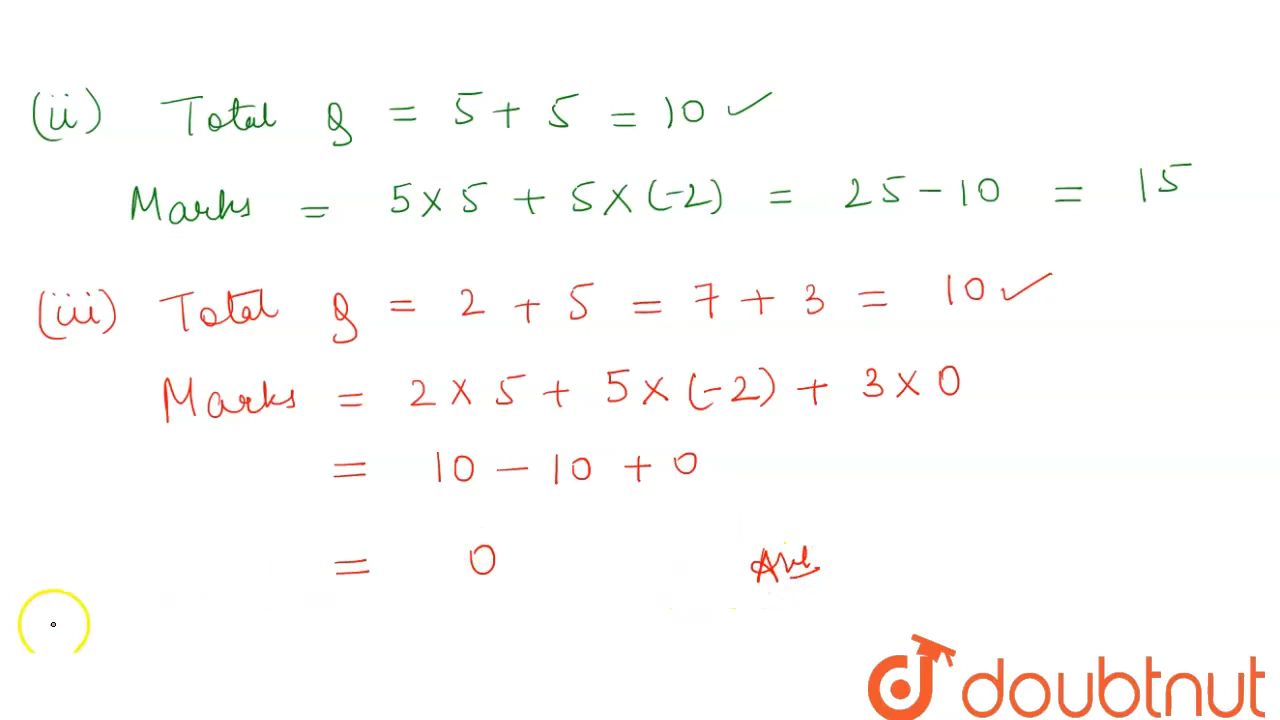 (ii) Total Q = 5 + 5 = 10 ✓
Marks = 5 × 5 + 5 × (-2) = 25 - 10 = 15
(iii) Total Q = 2 + 5 = 7 + 3 = 10 ✓
Marks = 2 × 5 + 5 × (-2) + 3 × 0
= 10 - 10 + 0
= 0 Ans
doubtnut